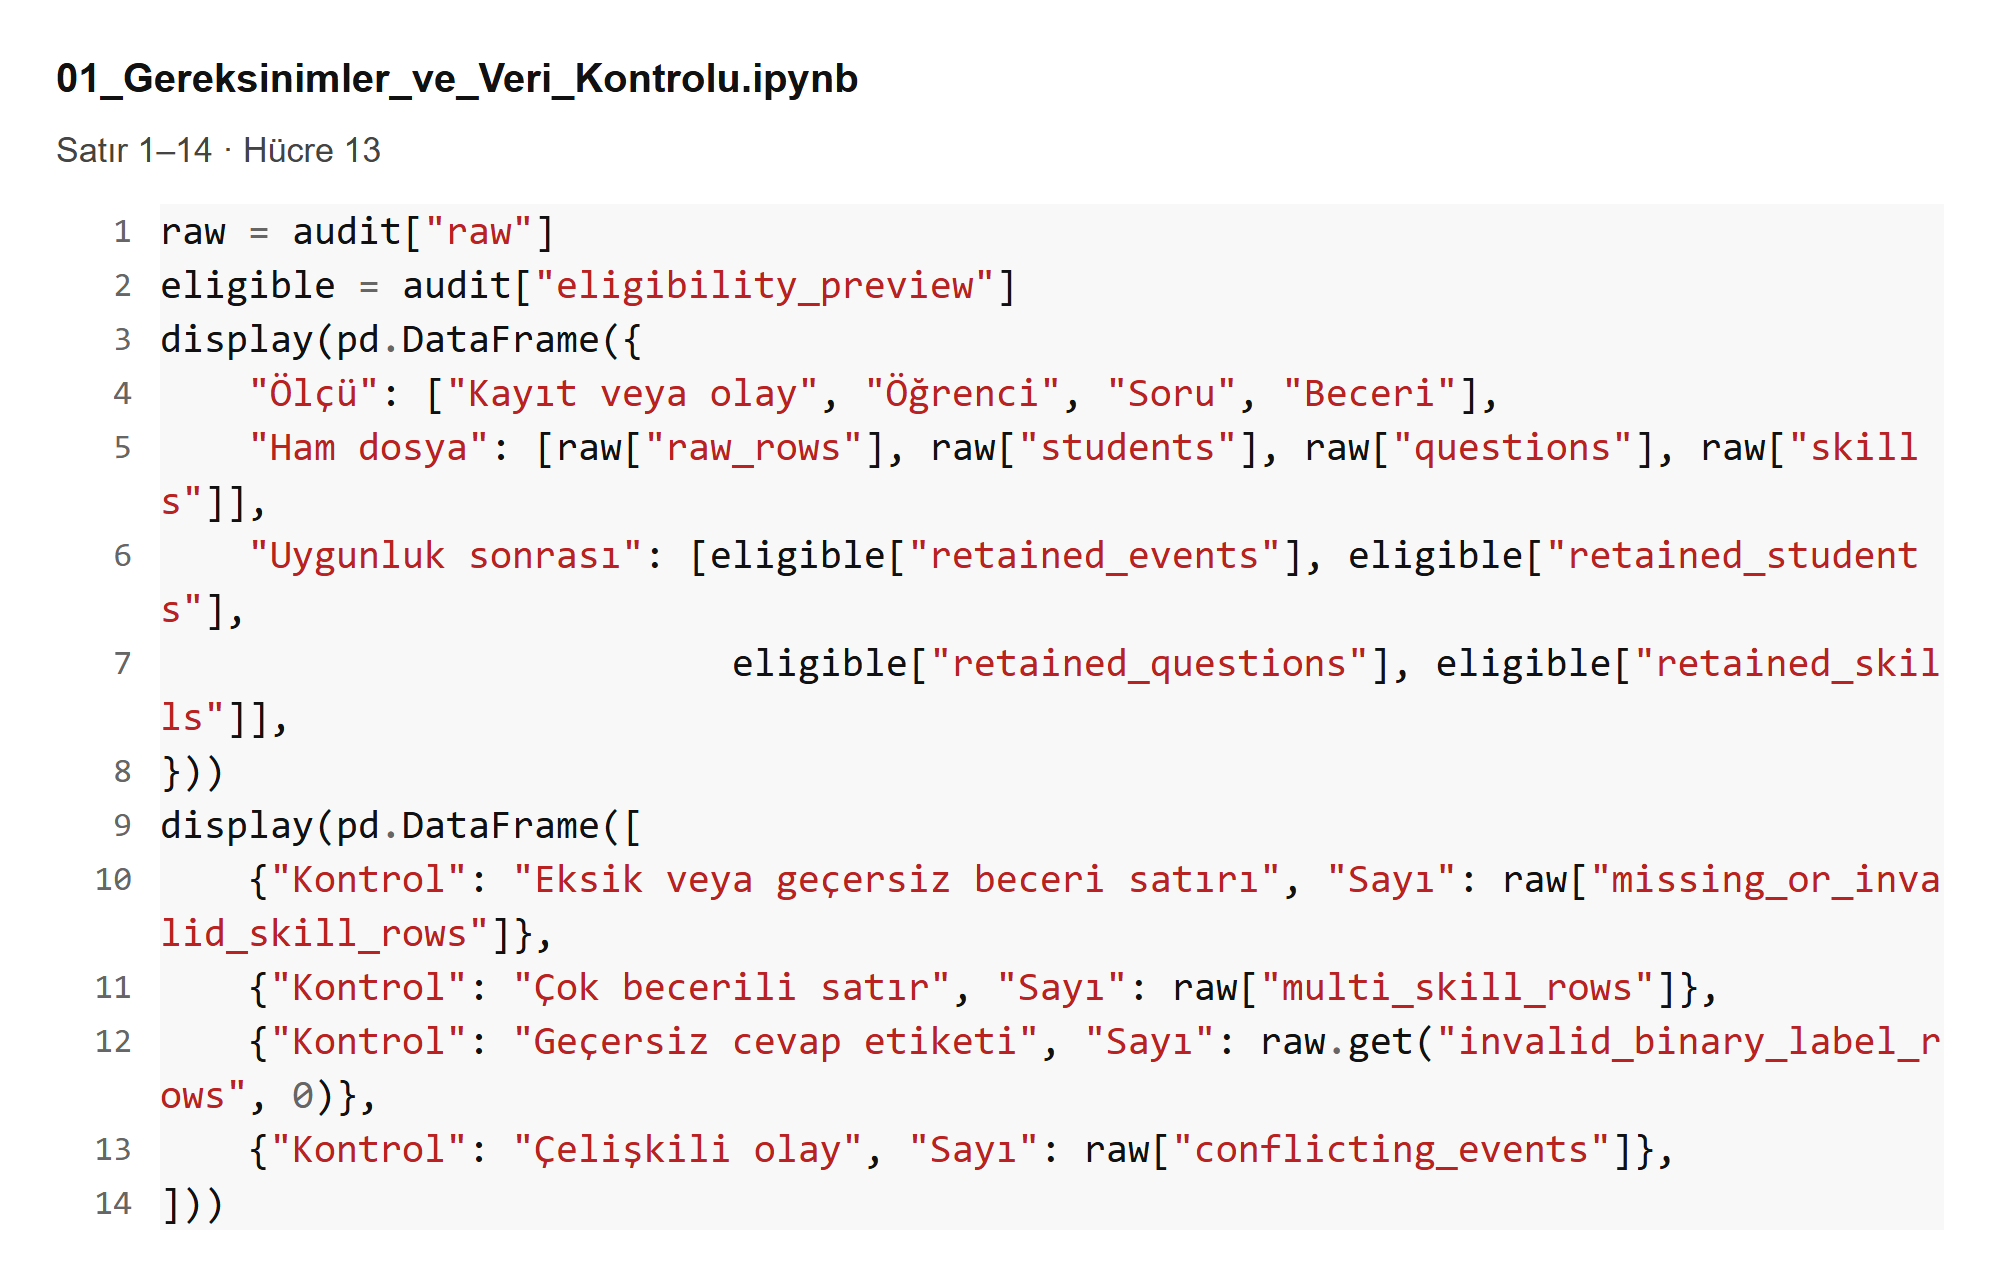 01_Gereksinimler_ve_Veri_Kontrolu.ipynb
Satır 1–14 · Hücre 13
1 raw = audit["raw"]
2 eligible = audit["eligibility_preview"]
3 display(pd.DataFrame({
4     "Ölçü": ["Kayıt veya olay", "Öğrenci", "Soru", "Beceri"],
5     "Ham dosya": [raw["raw_rows"], raw["students"], raw["questions"], raw["skill
s"]],
6     "Uygunluk sonrası": [eligible["retained_events"], eligible["retained_student
s"],
7                           eligible["retained_questions"], eligible["retained_skil
ls"]],
8 }))
9 display(pd.DataFrame([
10     {"Kontrol": "Eksik veya geçersiz beceri satırı", "Sayı": raw["missing_or_inva
lid_skill_rows"]},
11     {"Kontrol": "Çok becerili satır", "Sayı": raw["multi_skill_rows"]},
12     {"Kontrol": "Geçersiz cevap etiketi", "Sayı": raw.get("invalid_binary_label_r
ows", 0)},
13     {"Kontrol": "Çelişkili olay", "Sayı": raw["conflicting_events"]},
14 ]))